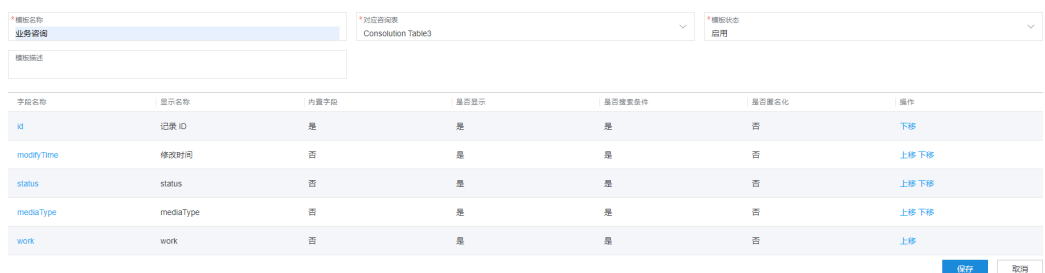 *模板名称 *对应咨询表 *模板状态
业务咨询 Consolution Table3 启用
模板描述
字段名称 显示名称 内置字段 是否显示 是否搜索条件 是否匿名化 操作
id 记录 ID 是 是 是 否 下移
modifyTime 修改时间 否 是 是 否 上移 下移
status status 否 是 是 否 上移 下移
mediaType mediaType 否 是 是 否 上移 下移
work work 否 是 是 否 上移
保存 取消